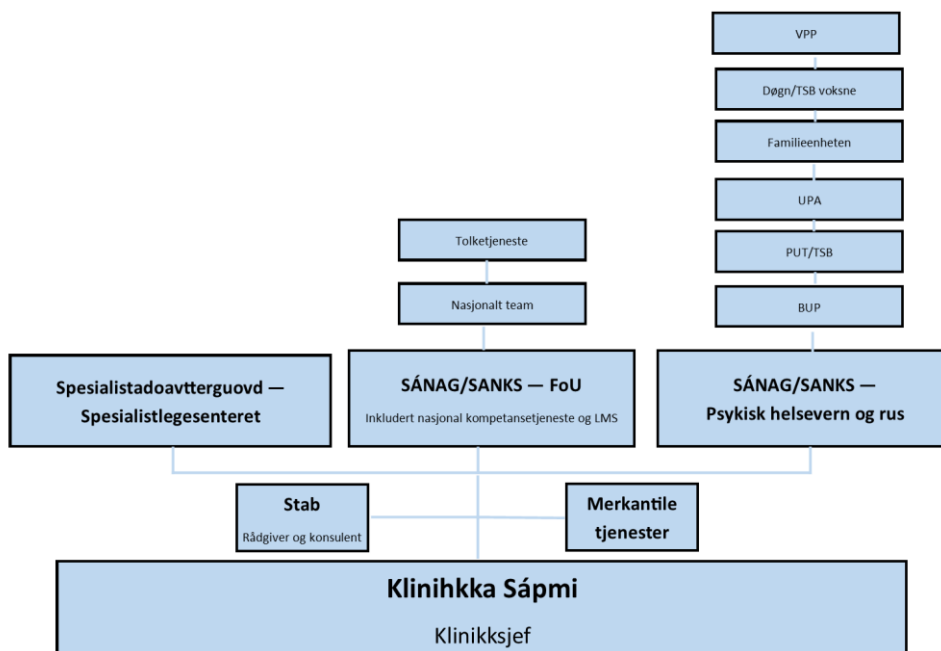 VPP
Døgn/TSB voksne
Familieenheten
UPA
Tolketjeneste
PUT/TSB
Nasjonalt team
BUP
Spesialistadoavtterguovd —
Spesialistlegesenteret
SÁNAG/SANKS — FoU
Inkludert nasjonal kompetansetjeneste og LMS
SÁNAG/SANKS —
Psykisk helsevern og rus
Stab
Rådgiver og konsulent
Merkantile
tjenester
Klinihkka Sápmi
Klinikksjef